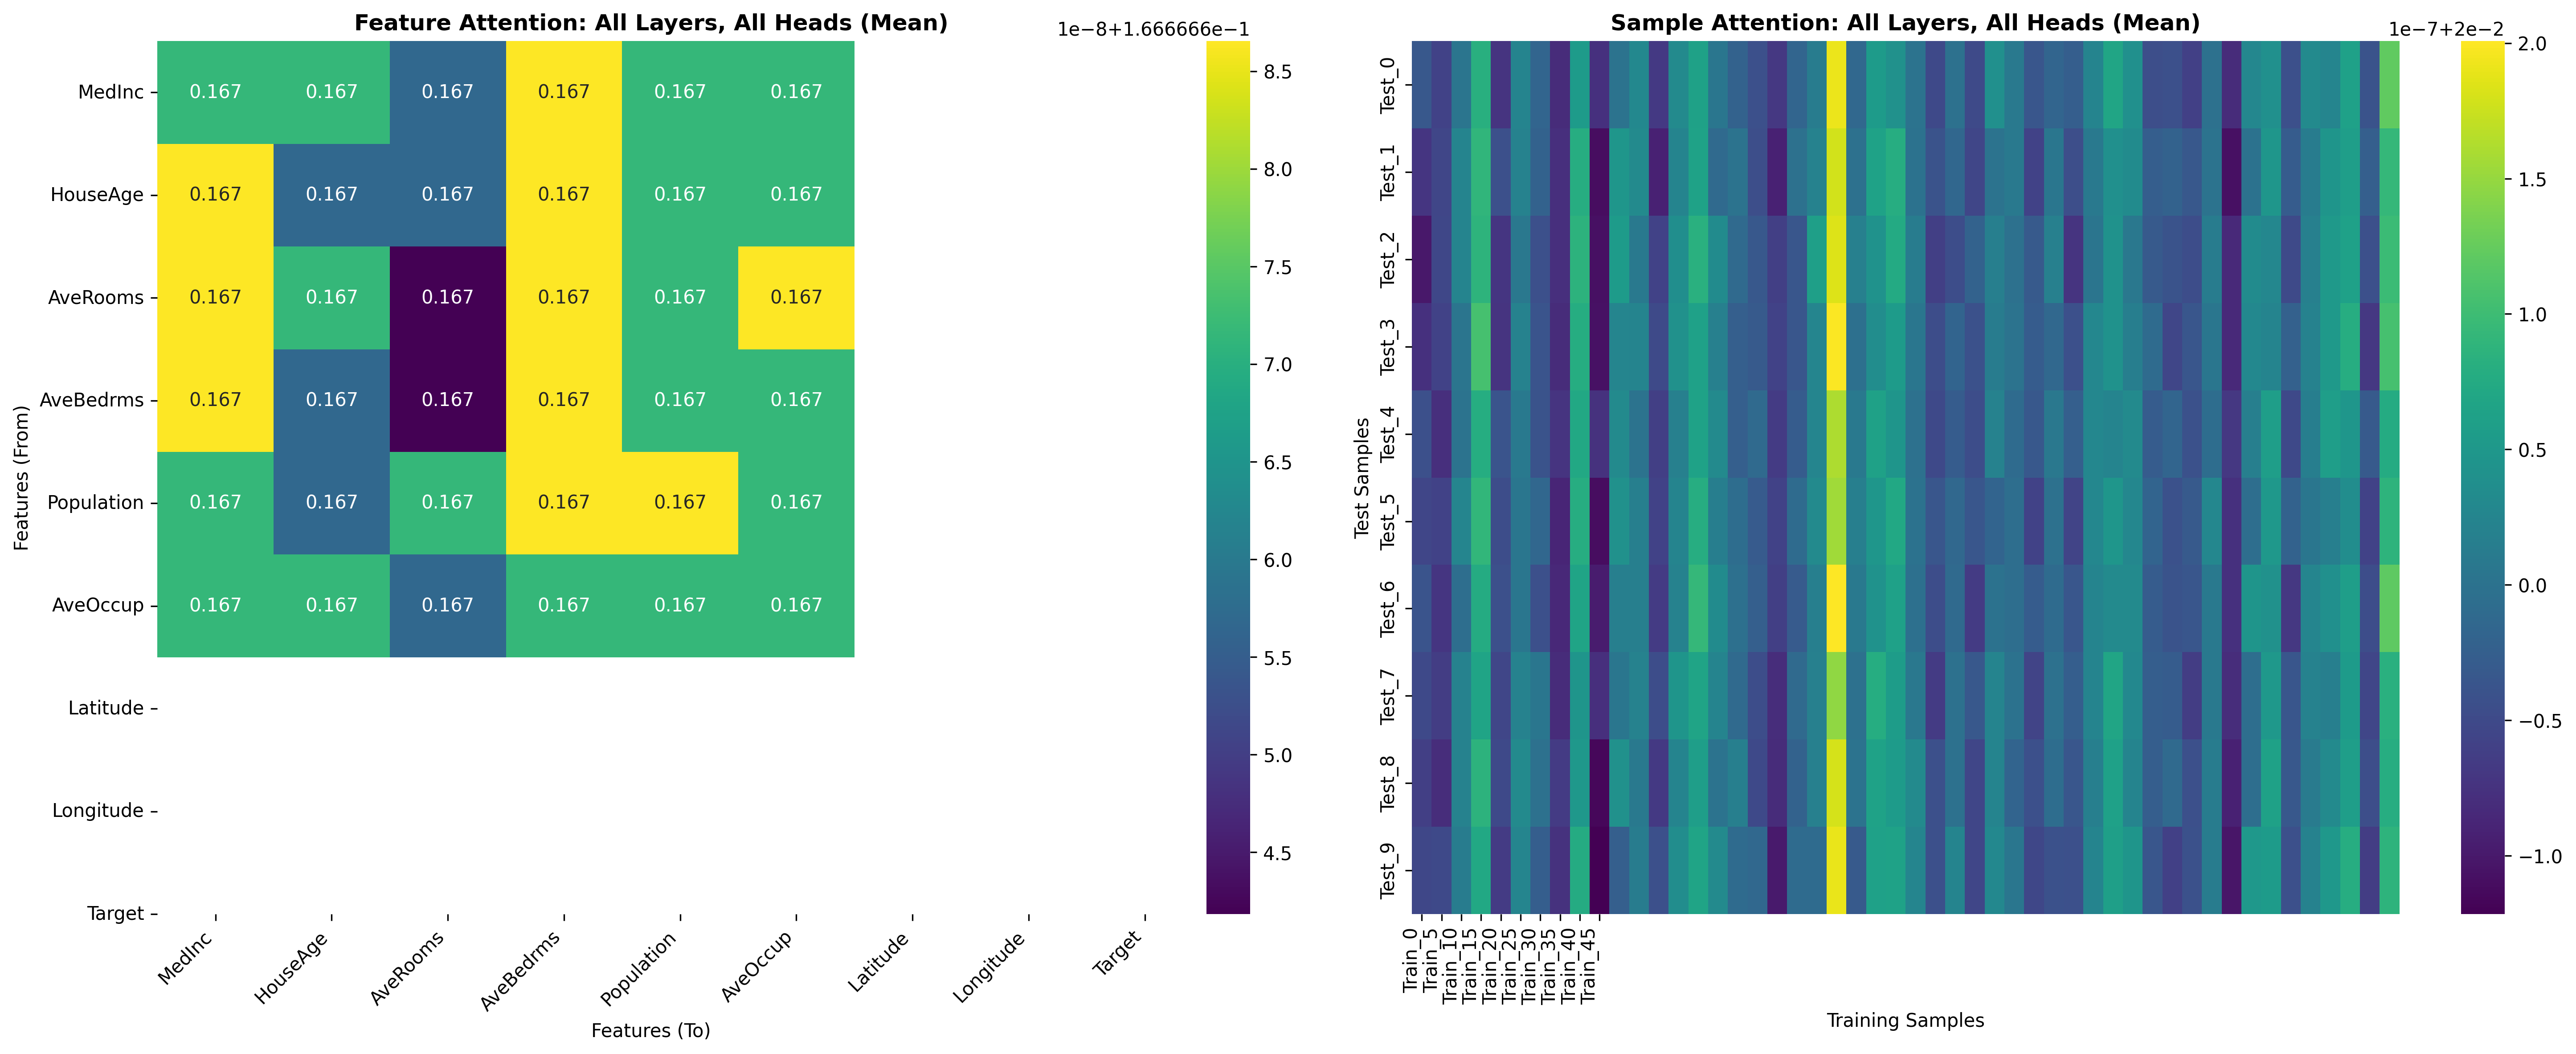 Feature Attention: All Layers, All Heads (Mean)
1e−8+1.666666e−1
MedInc
HouseAge
AveRooms
AveBedrms
Population
AveOccup
Latitude
Longitude
Target
Features (From)
0.167 0.167 0.167 0.167 0.167 0.167
0.167 0.167 0.167 0.167 0.167 0.167
0.167 0.167 0.167 0.167 0.167 0.167
0.167 0.167 0.167 0.167 0.167 0.167
0.167 0.167 0.167 0.167 0.167 0.167
0.167 0.167 0.167 0.167 0.167 0.167
MedInc
HouseAge
AveRooms
AveBedrms
Population
AveOccup
Latitude
Longitude
Target
Features (To)
8.5
8.0
7.5
7.0
6.5
6.0
5.5
5.0
4.5
Sample Attention: All Layers, All Heads (Mean)
1e−7+2e−2
Test_0
Test_1
Test_2
Test_3
Test_4
Test_5
Test_6
Test_7
Test_8
Test_9
Test Samples
Train_0
Train_5
Train_10
Train_15
Train_20
Train_25
Train_30
Train_35
Train_40
Train_45
Training Samples
2.0
1.5
1.0
0.5
0.0
−0.5
−1.0